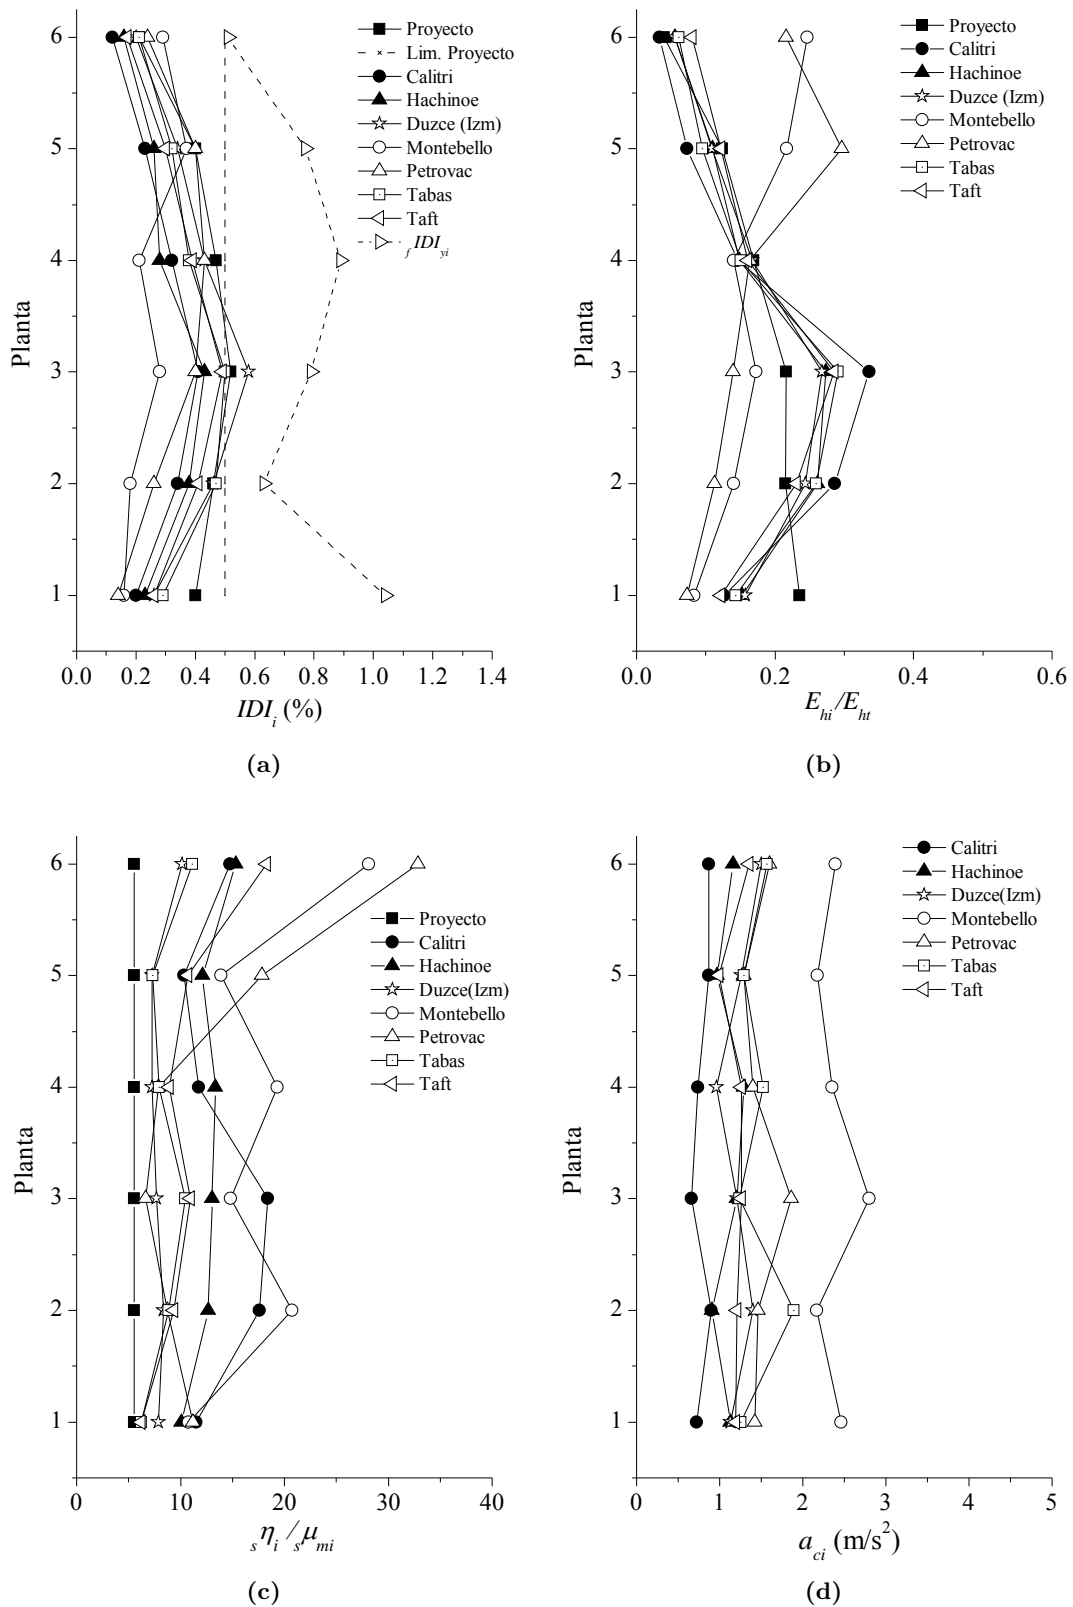 6
5
4
3
2
1
Planta
0.0 0.2 0.4 0.6 0.8 1.0 1.2 1.4
IDI_i (%)
Proyecto
Lim. Proyecto
Calitri
Hachinoe
Duzce (Izm)
Montebello
Petrovac
Tabas
Taft
_f IDI_yi
(a)
6
5
4
3
2
1
Planta
0.0 0.2 0.4 0.6
E_hi/E_ht
Proyecto
Calitri
Hachinoe
Duzce (Izm)
Montebello
Petrovac
Tabas
Taft
(b)
6
5
4
3
2
1
Planta
0 10 20 30 40
_sη_i/_sμ_mi
Proyecto
Calitri
Hachinoe
Duzce(Izm)
Montebello
Petrovac
Tabas
Taft
(c)
6
5
4
3
2
1
Planta
0 1 2 3 4 5
a_ci (m/s²)
Calitri
Hachinoe
Duzce(Izm)
Montebello
Petrovac
Tabas
Taft
(d)